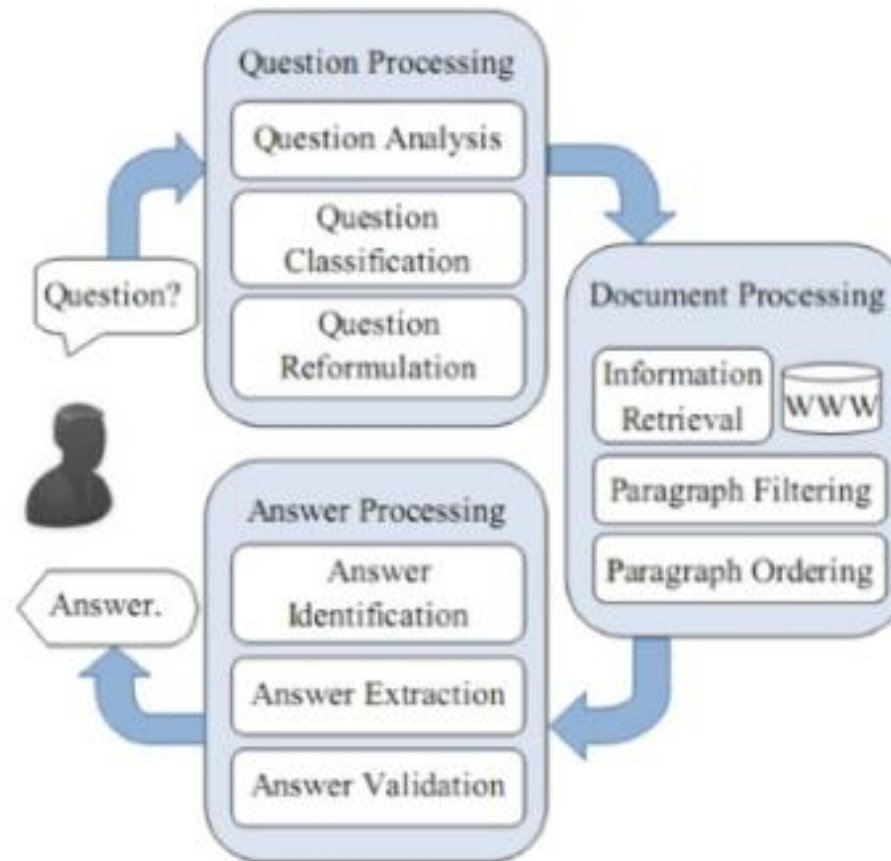 Question Processing
Question Analysis
Question
Classification
Question
Reformulation
Question?
Document Processing
Information
Retrieval
WWW
Paragraph Filtering
Paragraph Ordering
Answer Processing
Answer
Identification
Answer Extraction
Answer Validation
Answer.